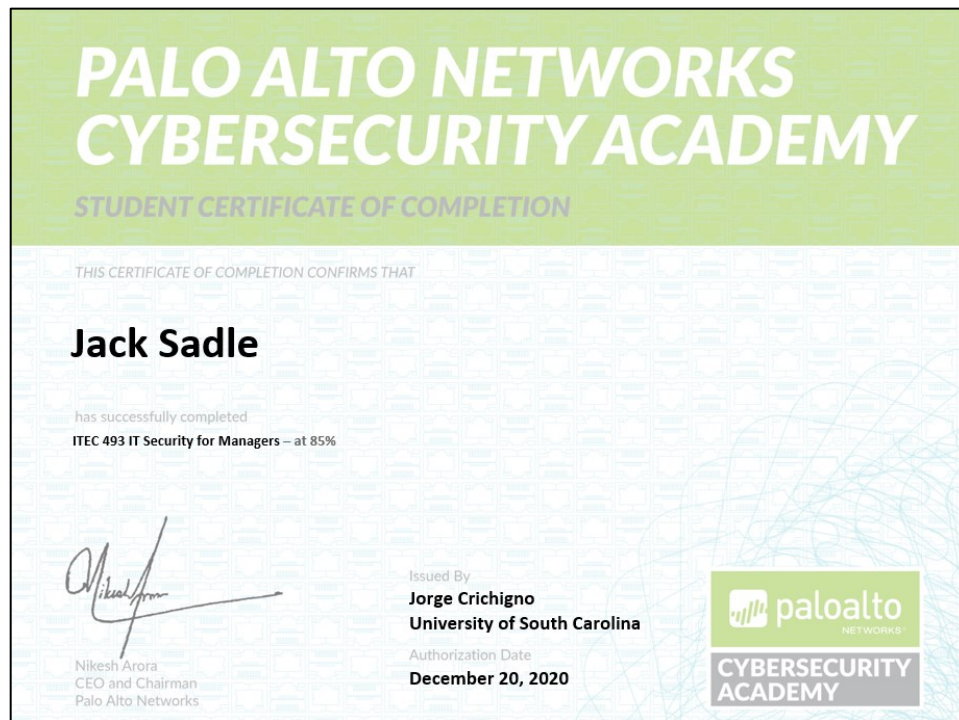 PALO ALTO NETWORKS
CYBERSECURITY ACADEMY
STUDENT CERTIFICATE OF COMPLETION
THIS CERTIFICATE OF COMPLETION CONFIRMS THAT
Jack Sadle
has successfully completed
ITEC 493 IT Security for Managers – at 85%
Nikesh Arora
Nikesh Arora
CEO and Chairman
Palo Alto Networks
Issued By
Jorge Crichigno
University of South Carolina
Authorization Date
December 20, 2020
paloalto
NETWORKS
CYBERSECURITY
ACADEMY